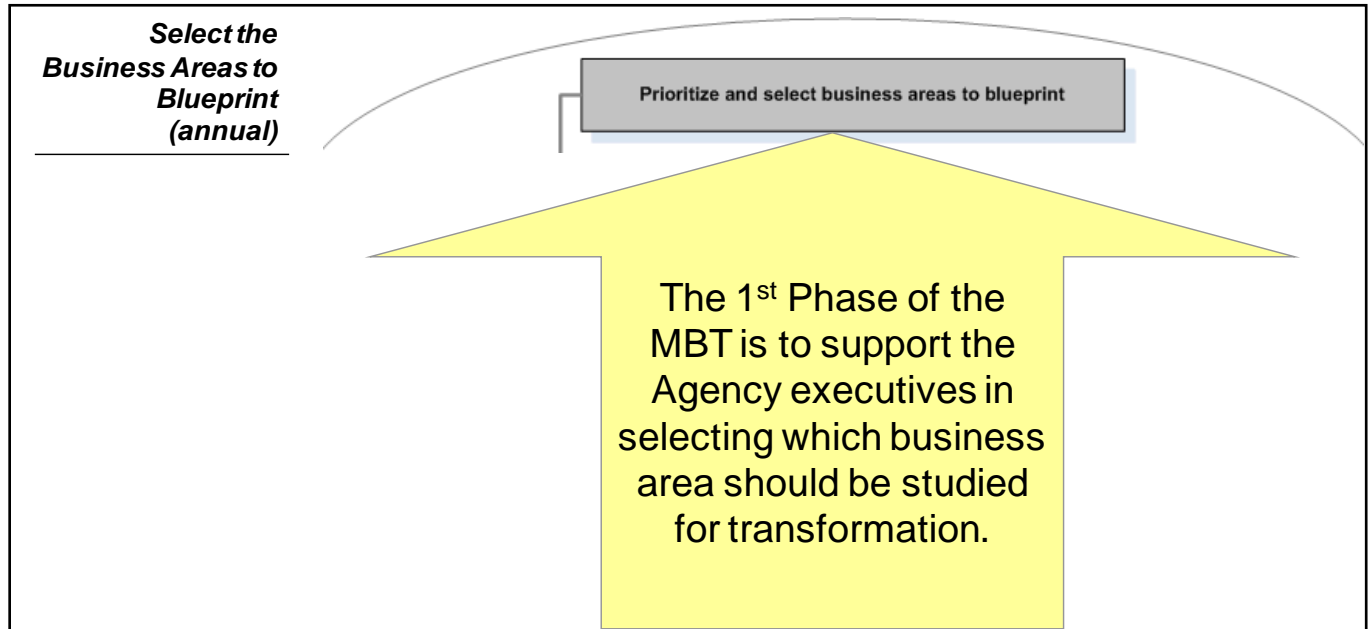 Select the
Business Areas to
Blueprint
(annual)
Prioritize and select business areas to blueprint
The 1st Phase of the
MBT is to support the
Agency executives in
selecting which business
area should be studied
for transformation.